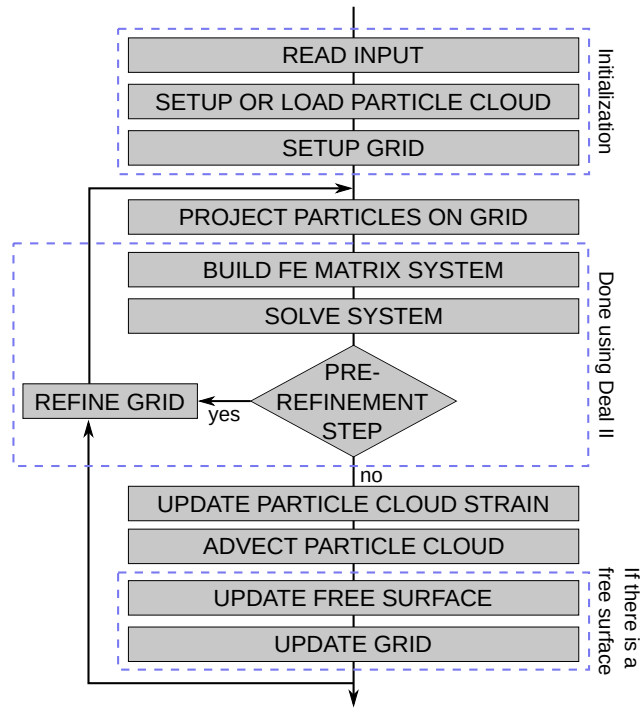 READ INPUT
SETUP OR LOAD PARTICLE CLOUD
SETUP GRID
Initialization
PROJECT PARTICLES ON GRID
BUILD FE MATRIX SYSTEM
SOLVE SYSTEM
PRE-
REFINEMENT
STEP
yes
REFINE GRID
Done using Deal II
no
UPDATE PARTICLE CLOUD STRAIN
ADVECT PARTICLE CLOUD
UPDATE FREE SURFACE
UPDATE GRID
If there is a
free surface